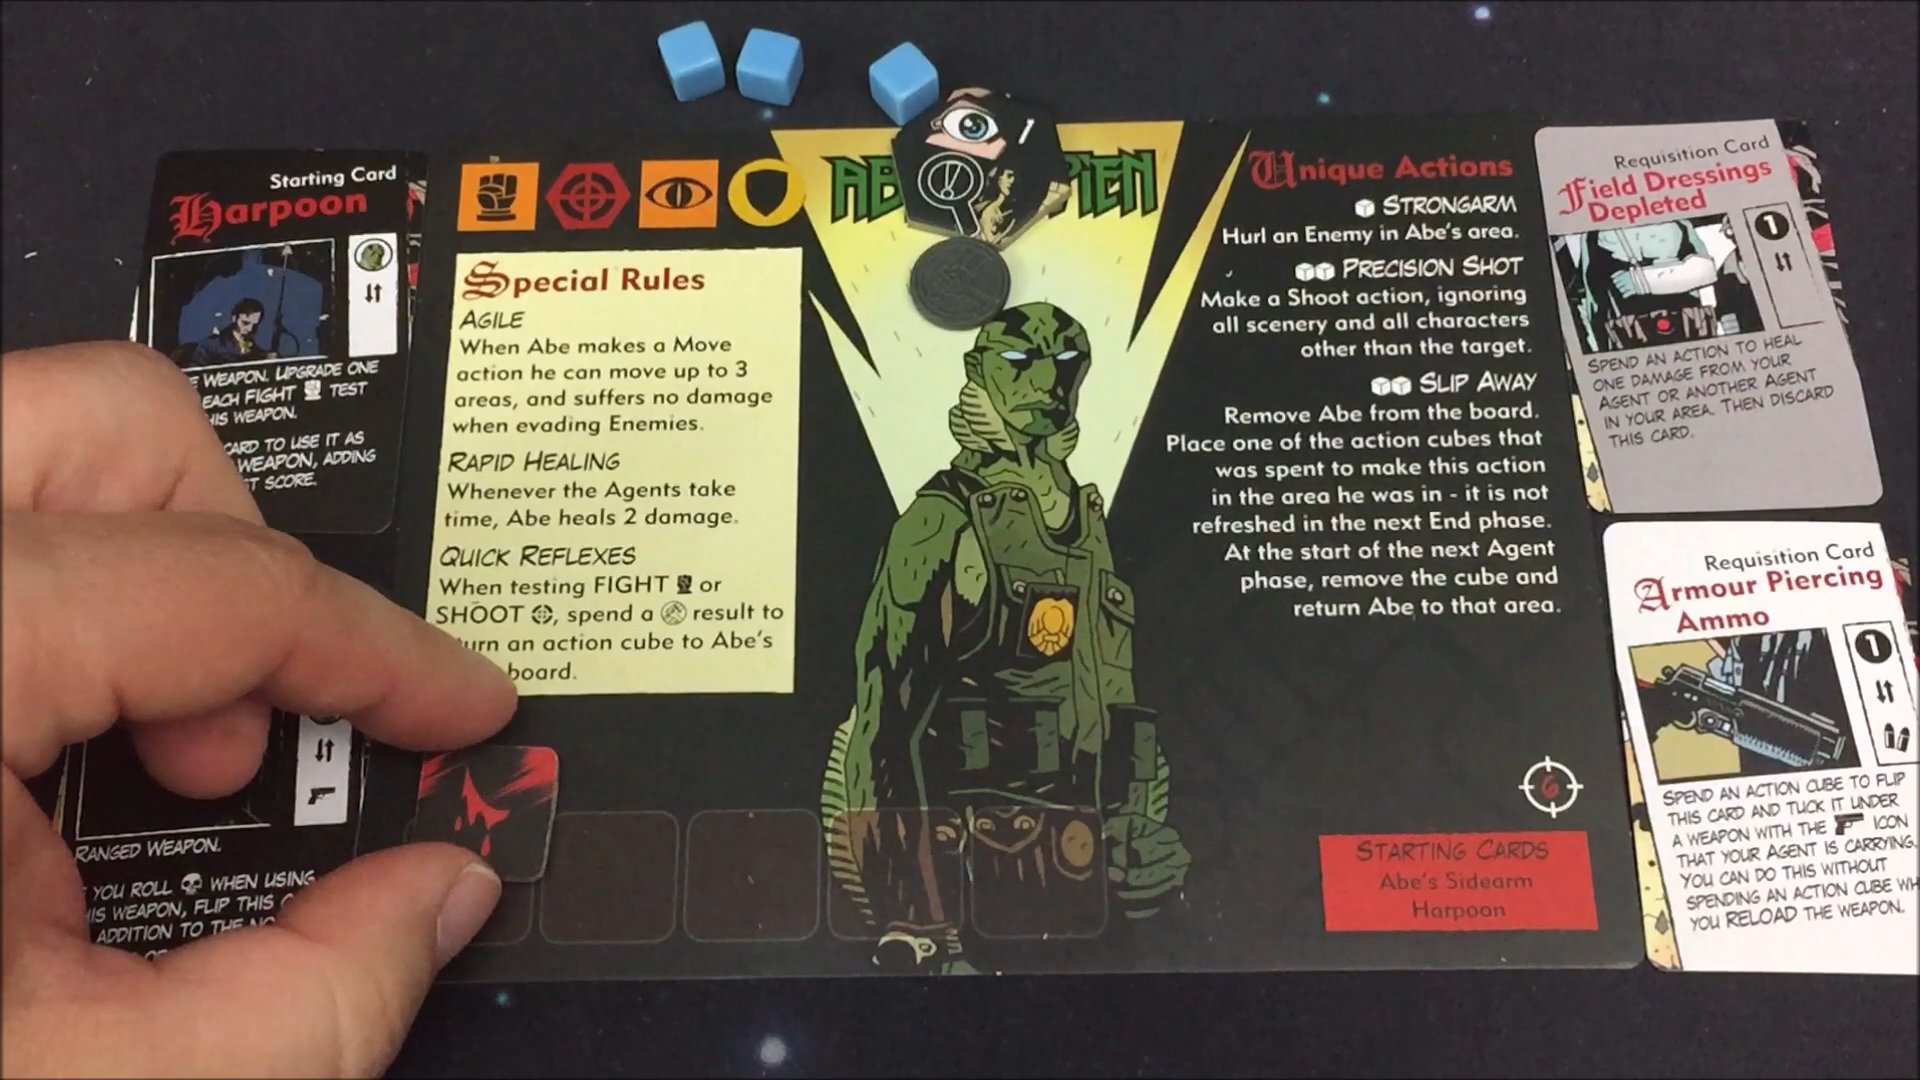 Starting Card
Harpoon
E WEAPON. UPGRADE ONE
EACH FIGHT TEST
HIS WEAPON.
CARD TO USE IT AS
WEAPON, ADDING
T SCORE.
RANGED WEAPON.
YOU ROLL WHEN USING
IS WEAPON, FLIP THIS
ADDITION TO THE
AB PIEN
1
Special Rules
AGILE
When Abe makes a Move
action he can move up to 3
areas, and suffers no damage
when evading Enemies.
RAPID HEALING
Whenever the Agents take
time, Abe heals 2 damage.
QUICK REFLEXES
When testing FIGHT or
SHOOT , spend a result to
urn an action cube to Abe's
board.
Unique Actions
STRONGARM
Hurl an Enemy in Abe's area.
PRECISION SHOT
Make a Shoot action, ignoring
all scenery and all characters
other than the target.
SLIP AWAY
Remove Abe from the board.
Place one of the action cubes that
was spent to make this action
in the area he was in - it is not
refreshed in the next End phase.
At the start of the next Agent
phase, remove the cube and
return Abe to that area.
6
STARTING CARDS
Abe's Sidearm
Harpoon
Requisition Card
Field Dressings
Depleted
1
SPEND AN ACTION TO HEAL
ONE DAMAGE FROM YOUR
AGENT OR ANOTHER AGENT
IN YOUR AREA. THEN DISCARD
THIS CARD.
Requisition Card
Armour Piercing
Ammo
1
SPEND AN ACTION CUBE TO FLIP
THIS CARD AND TUCK IT UNDER
A WEAPON WITH THE ICON
THAT YOUR AGENT IS CARRYING.
YOU CAN DO THIS WITHOUT
SPENDING AN ACTION CUBE WH
YOU RELOAD THE WEAPON.